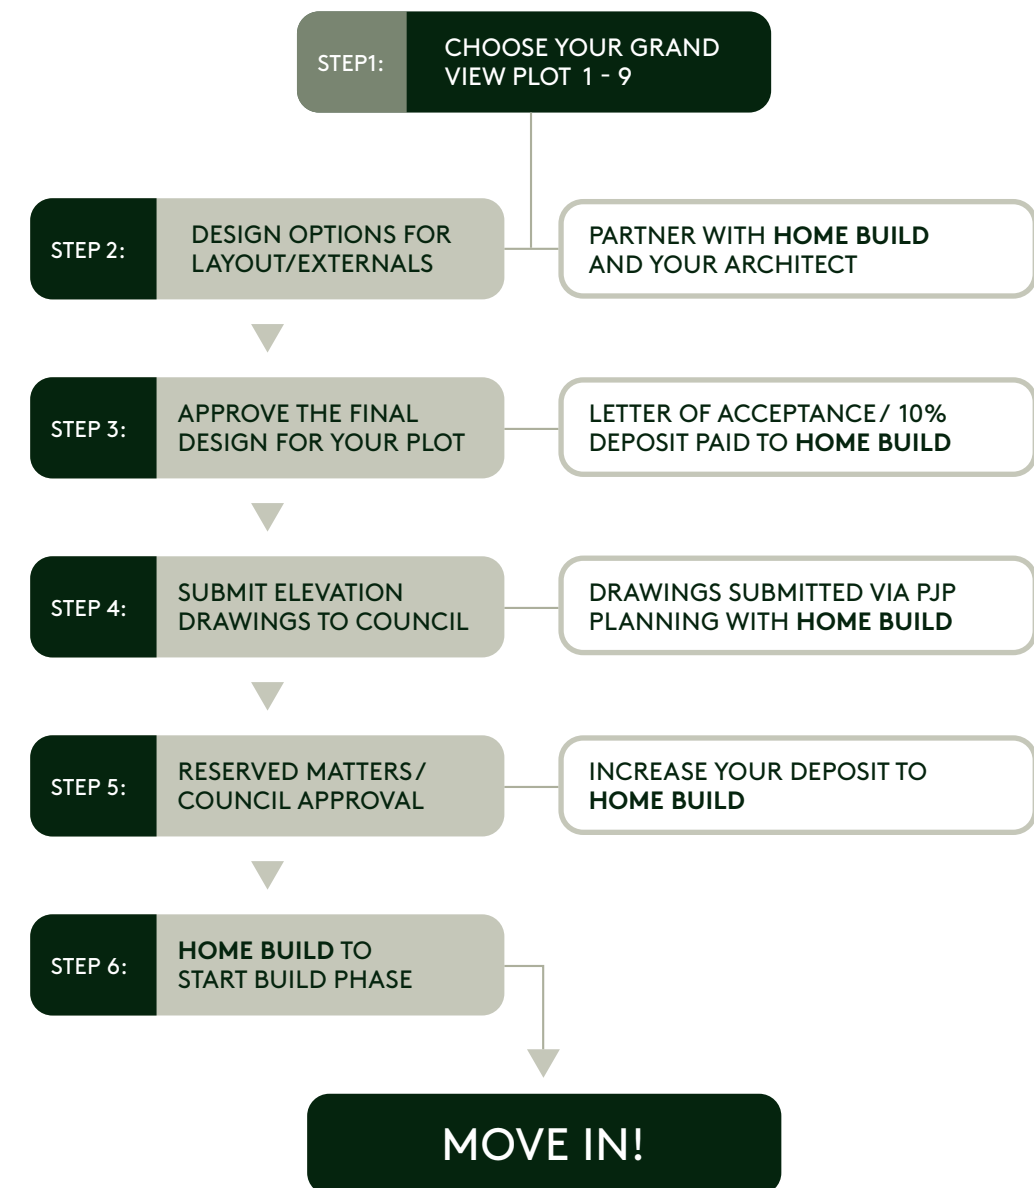 STEP1:
CHOOSE YOUR GRAND
VIEW PLOT 1 - 9
STEP 2:
DESIGN OPTIONS FOR
LAYOUT/EXTERNALS
PARTNER WITH HOME BUILD
AND YOUR ARCHITECT
STEP 3:
APPROVE THE FINAL
DESIGN FOR YOUR PLOT
LETTER OF ACCEPTANCE/ 10%
DEPOSIT PAID TO HOME BUILD
STEP 4:
SUBMIT ELEVATION
DRAWINGS TO COUNCIL
DRAWINGS SUBMITTED VIA PJP
PLANNING WITH HOME BUILD
STEP 5:
RESERVED MATTERS/
COUNCIL APPROVAL
INCREASE YOUR DEPOSIT TO
HOME BUILD
STEP 6:
HOME BUILD TO
START BUILD PHASE
MOVE IN!